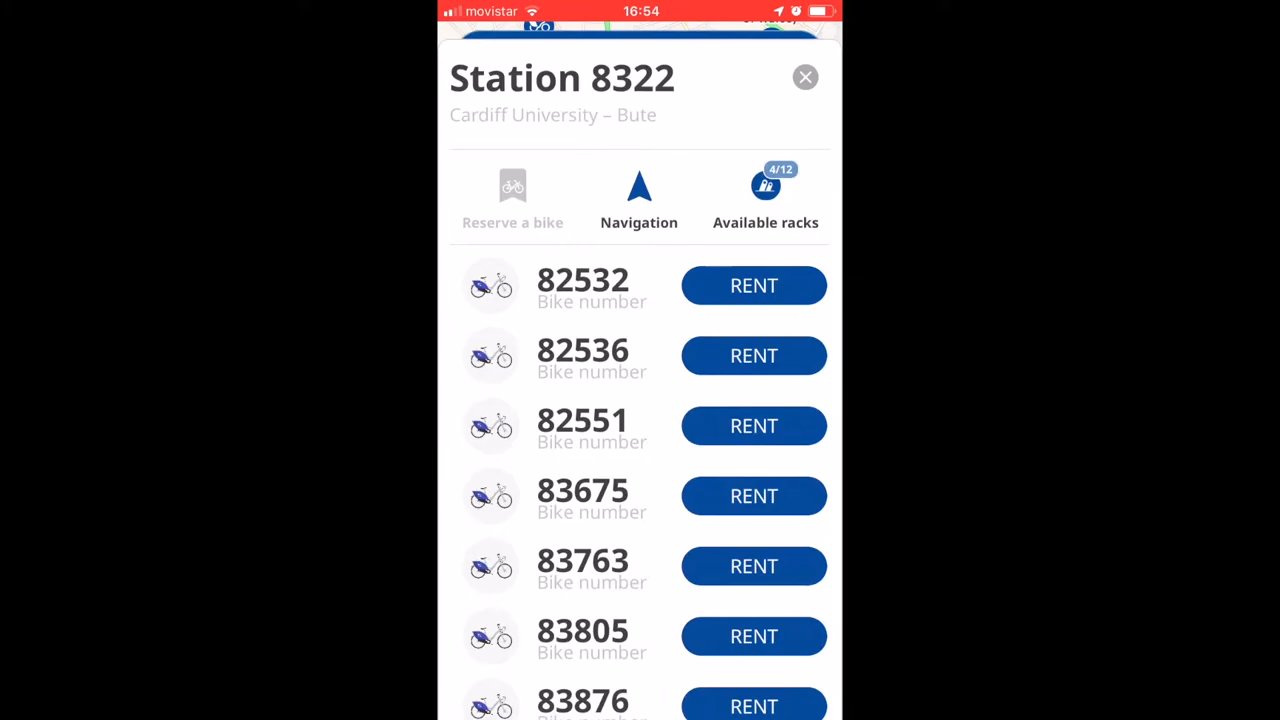 movistar 16:54
Station 8322
Cardiff University – Bute
4/12
Reserve a bike Navigation Available racks
82532 RENT
Bike number
82536 RENT
Bike number
82551 RENT
Bike number
83675 RENT
Bike number
83763 RENT
Bike number
83805 RENT
Bike number
83876 RENT
Bike number